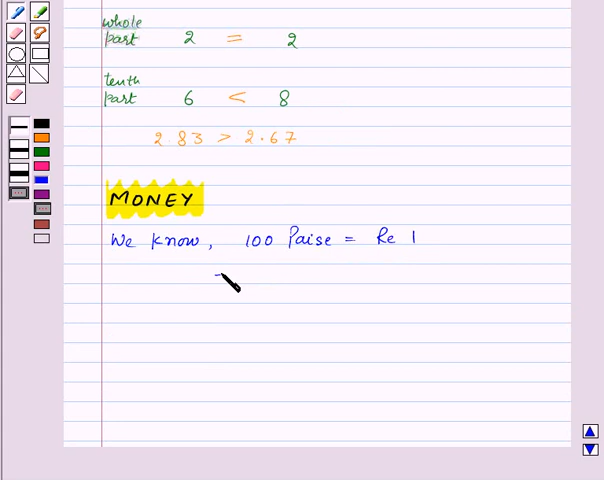 whole
part 2 = 2
tenth
part 6 < 8
2.83 > 2.67
MONEY
We know, 100 Paise = Re 1